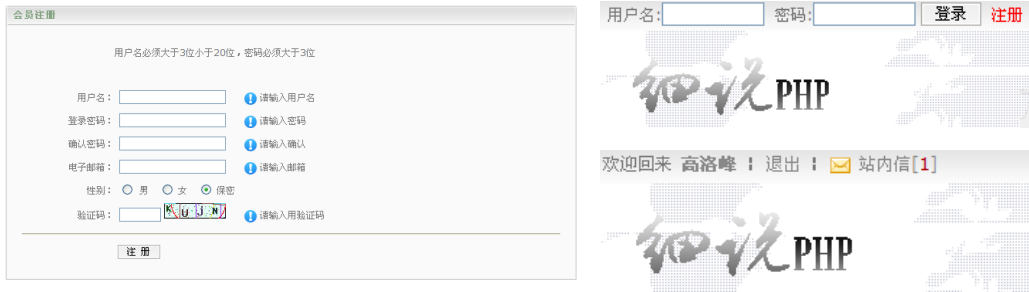 会员注册
用户名必须大于3位小于20位，密码必须大于3位
用户名： 请输入用户名
登录密码： 请输入密码
确认密码： 请输入确认
电子邮箱： 请输入邮箱
性别： 男 女 保密
验证码： KUJN 请输入用验证码
注 册
用户名: 密码: 登录 注册
细说PHP
欢迎回来 高洛峰 ¦ 退出 ¦ 站内信[1]
细说PHP